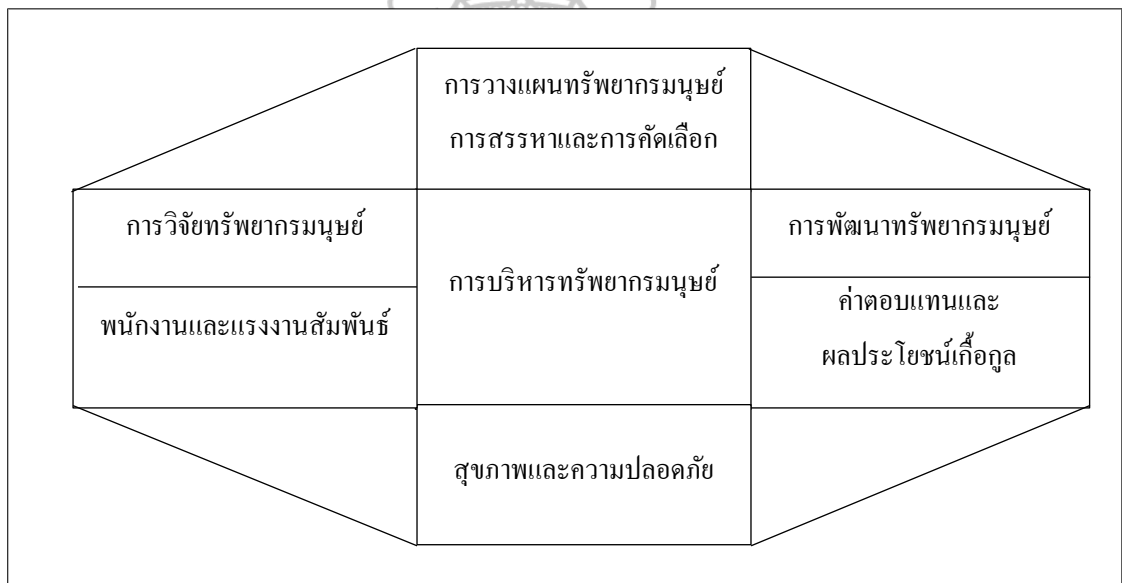 การวางแผนทรัพยากรมนุษย์
การสรรหาและการคัดเลือก
การวิจัยทรัพยากรมนุษย์
การพัฒนาทรัพยากรมนุษย์
การบริหารทรัพยากรมนุษย์
พนักงานและแรงงานสัมพันธ์
ค่าตอบแทนและ
ผลประโยชน์เกื้อกูล
สุขภาพและความปลอดภัย